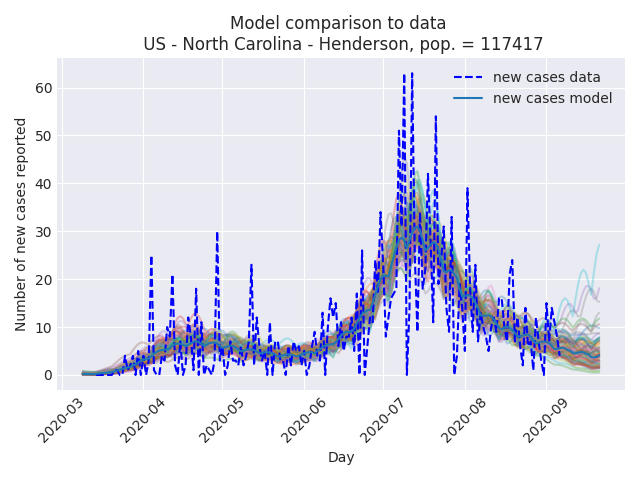 Model comparison to data
US - North Carolina - Henderson, pop. = 117417
new cases data
new cases model
Number of new cases reported
60
50
40
30
20
10
0
2020-03
2020-04
2020-05
2020-06
2020-07
2020-08
2020-09
Day